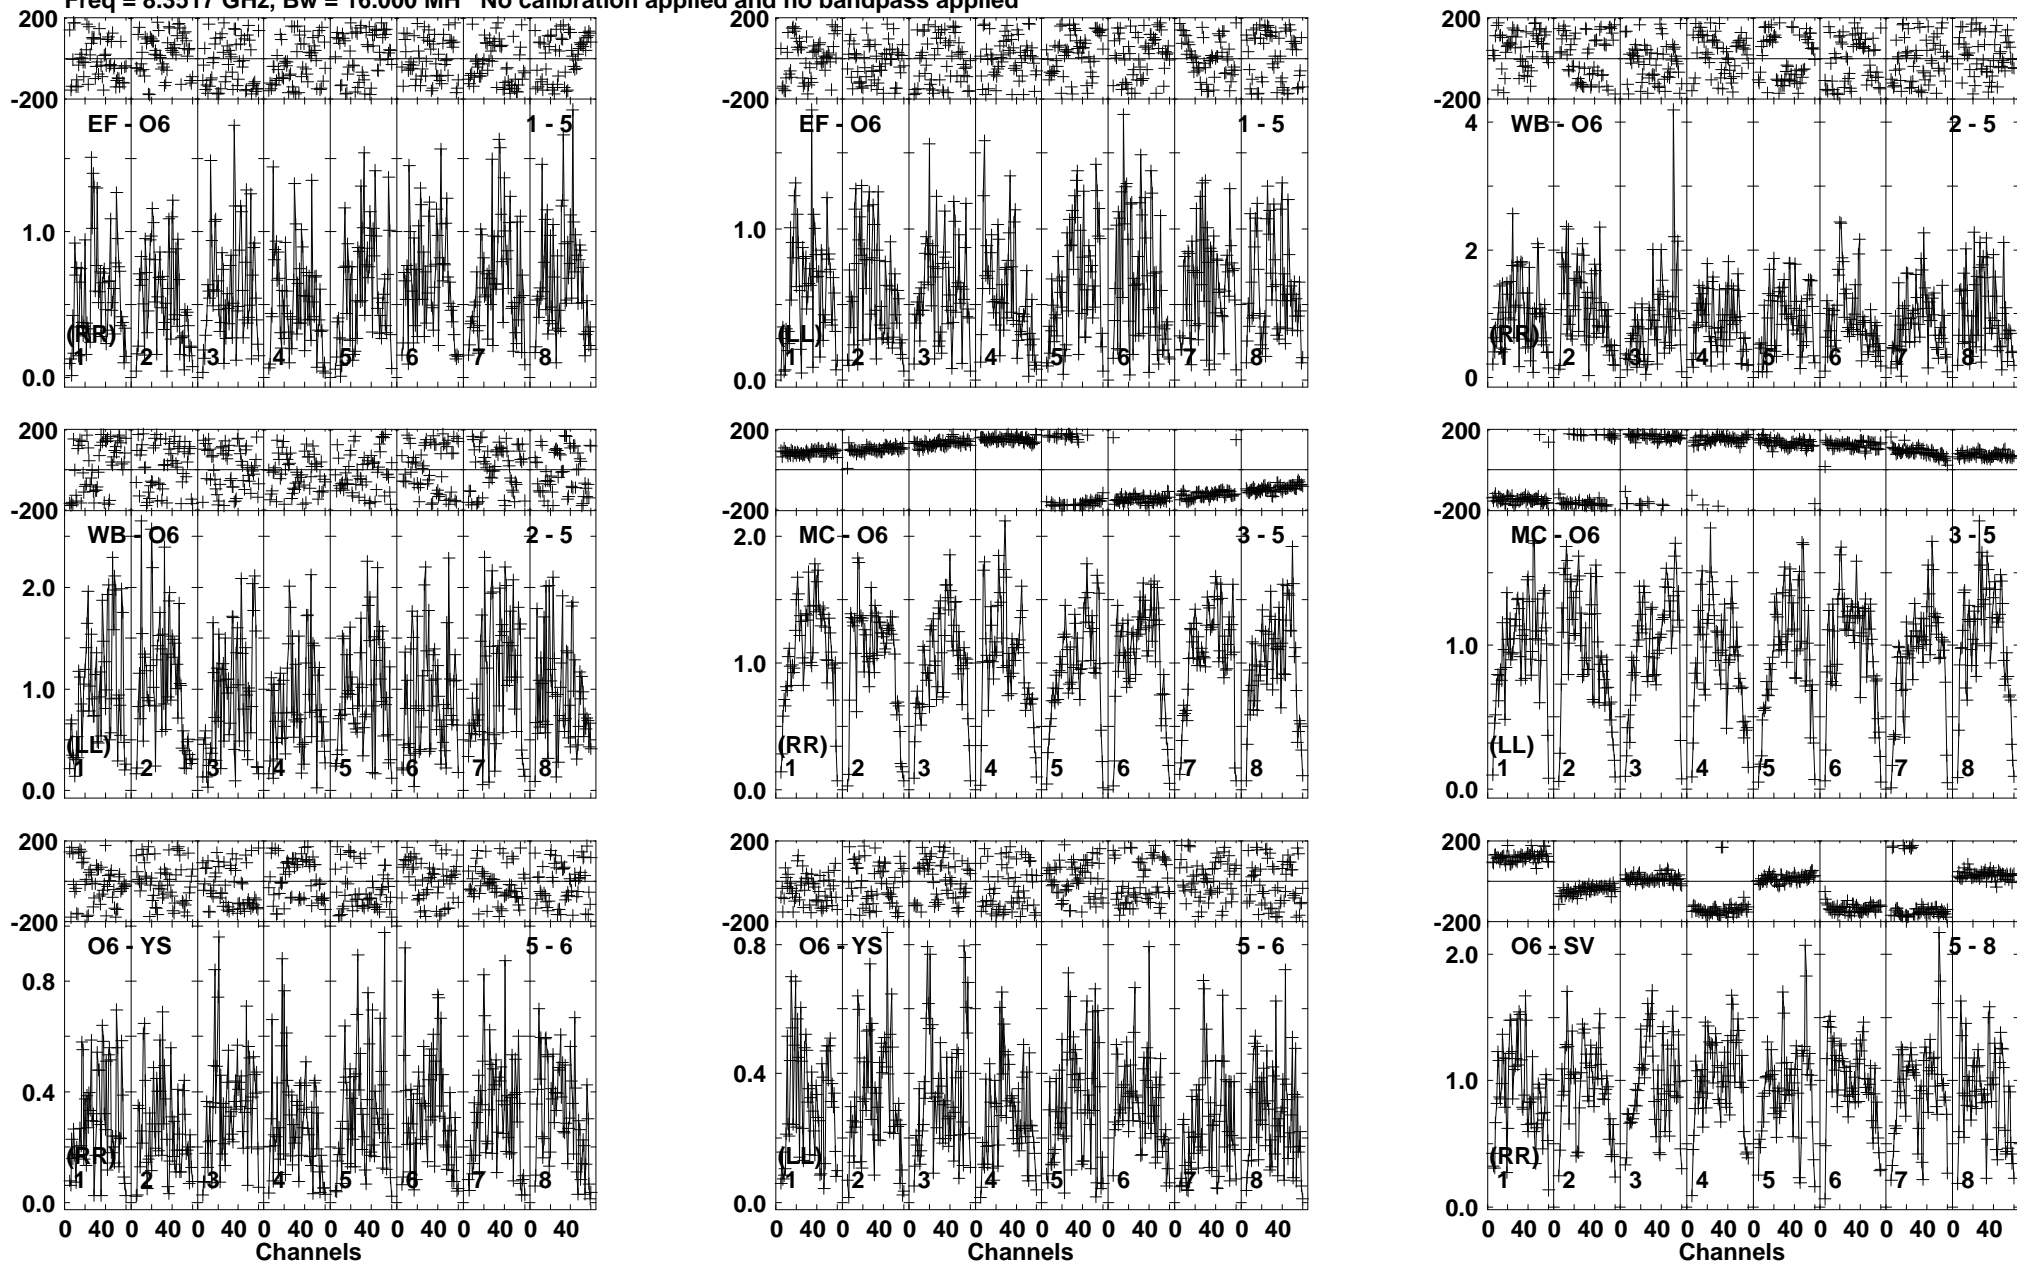 Freq = 8.3517 GHz, Bw = 16.000 MH No calibration applied and no bandpass applied
200 200 200
-200 -200 -200
EF - O6 1 - 5 EF - O6 1 - 5 WB - O6 2 - 5
4
1.0 1.0 2
(RR) (LL) (RR)
1 2 3 4 5 6 7 8 1 2 3 4 5 6 7 8 1 2 3 4 5 6 7 8
0.0 0.0 0
200 200 200
-200 -200 -200
WB - O6 2 - 5 MC - O6 3 - 5 MC - O6 3 - 5
2.0 2.0
1.0 1.0 1.0
(LL) (RR) (LL)
1 2 3 4 5 6 7 8 1 2 3 4 5 6 7 8 1 2 3 4 5 6 7 8
0.0 0.0 0.0
200 200 200
-200 -200 -200
O6 - YS 5 - 6 O6 - YS 5 - 6 O6 - SV 5 - 8
0.8 0.8 2.0
0.4 0.4 1.0
(RR) (LL) (RR)
1 2 3 4 5 6 7 8 1 2 3 4 5 6 7 8 1 2 3 4 5 6 7 8
0.0 0.0 0.0
0 40 0 40 0 40 0 40 0 40 0 40 0 40 0 40 0 40 0 40 0 40 0 40 0 40 0 40 0 40 0 40 0 40 0 40 0 40 0 40 0 40 0 40 0 40 0 40
Channels Channels Channels